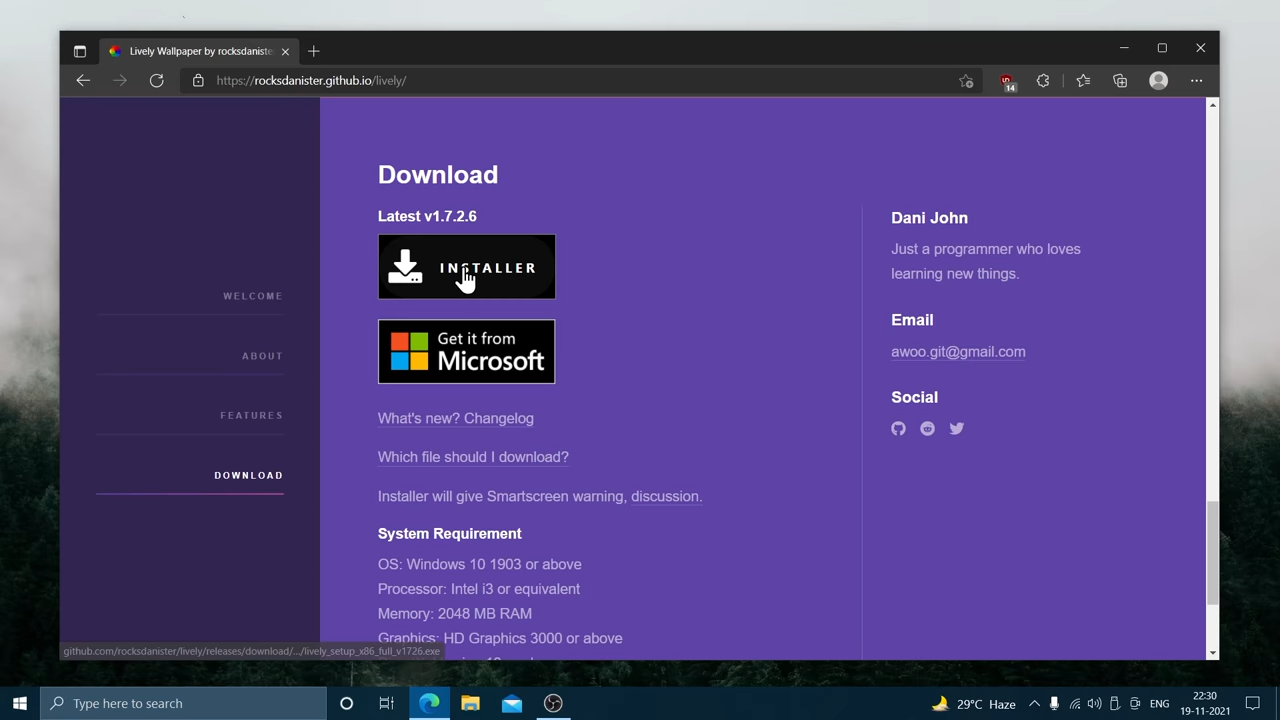 Lively Wallpaper by rocksdaniste
https://rocksdanister.github.io/lively/
14
WELCOME
ABOUT
FEATURES
DOWNLOAD
Download
Latest v1.7.2.6
INSTALLER
Get it from
Microsoft
What's new? Changelog
Which file should I download?
Installer will give Smartscreen warning, discussion.
System Requirement
OS: Windows 10 1903 or above
Processor: Intel i3 or equivalent
Memory: 2048 MB RAM
Graphics: HD Graphics 3000 or above
Dani John
Just a programmer who loves
learning new things.
Email
awoo.git@gmail.com
Social
github.com/rocksdanister/lively/releases/download/.../lively_setup_x86_full_v1726.exe
Type here to search
29°C Haze
ENG
22:30
19-11-2021